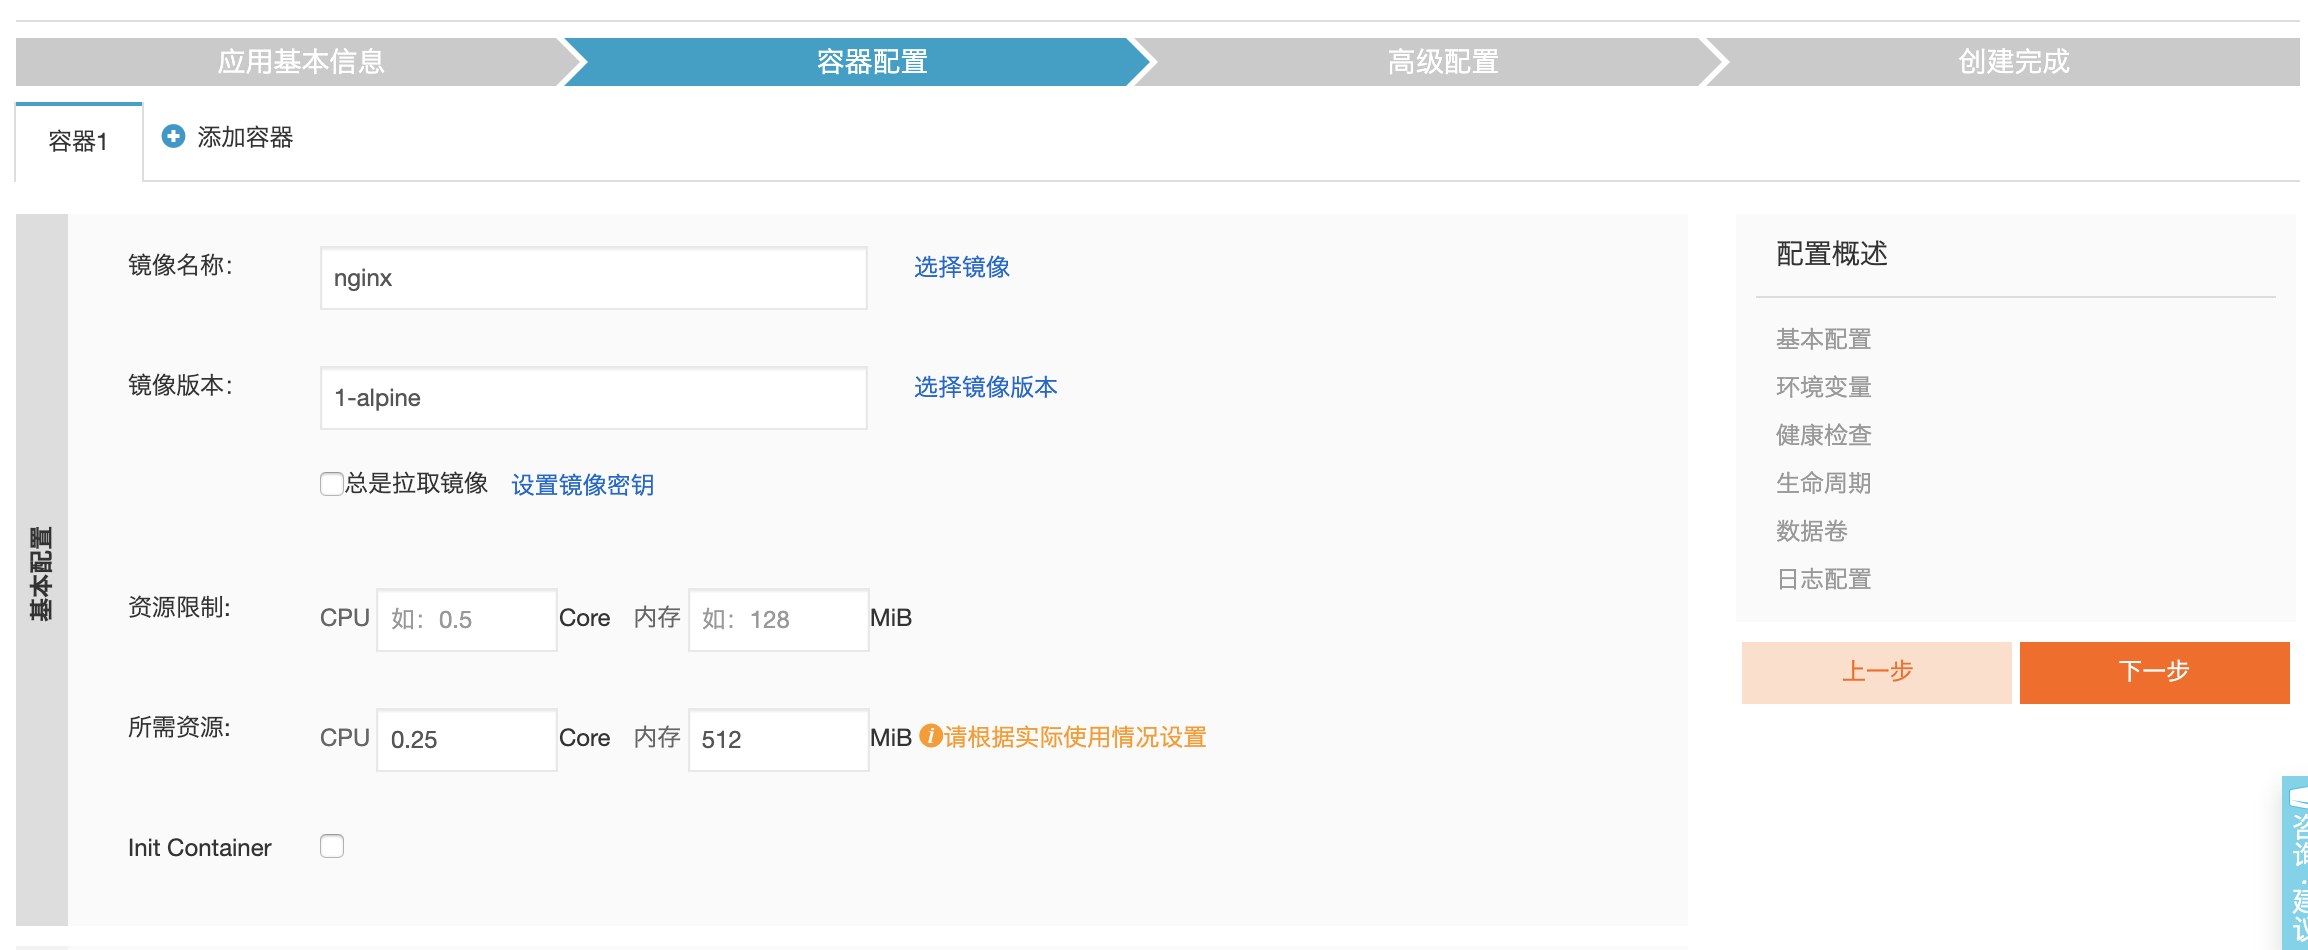 应用基本信息
容器配置
高级配置
创建完成
容器1
添加容器
基本配置
镜像名称：
nginx
选择镜像
镜像版本：
1-alpine
选择镜像版本
总是拉取镜像 设置镜像密钥
资源限制:
CPU 如：0.5 Core 内存 如：128 MiB
所需资源:
CPU 0.25 Core 内存 512 MiB 请根据实际使用情况设置
Init Container
配置概述
基本配置
环境变量
健康检查
生命周期
数据卷
日志配置
上一步
下一步
咨询·建议